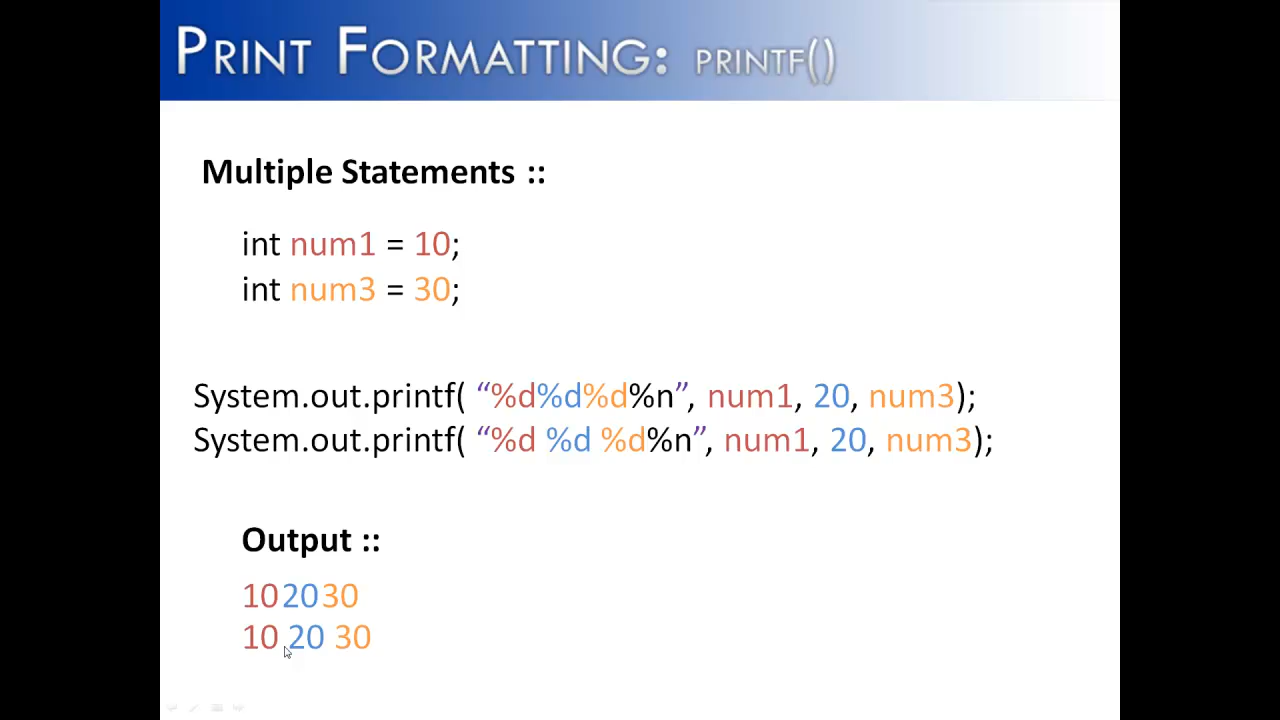 PRINT FORMATTING: PRINTF()
Multiple Statements ::
int num1 = 10;
int num3 = 30;
System.out.printf( “%d%d%d%n”, num1, 20, num3);
System.out.printf( “%d %d %d%n”, num1, 20, num3);
Output ::
102030
10 20 30